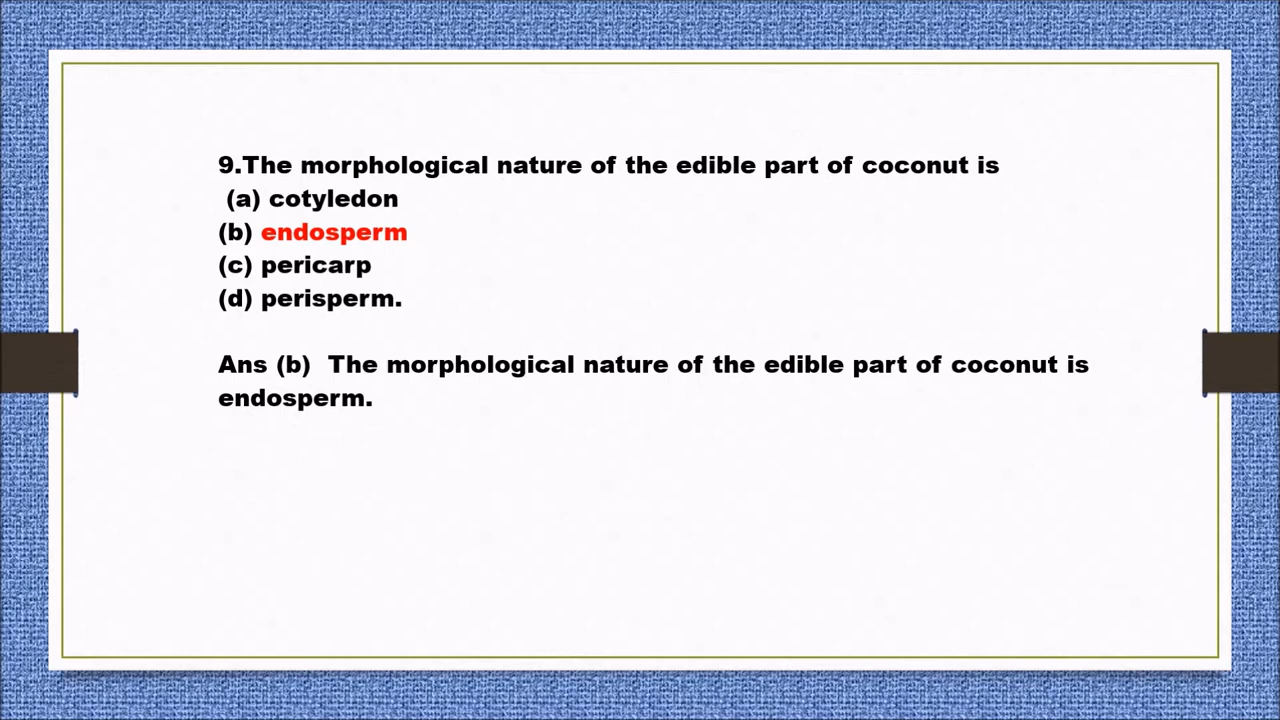 9.The morphological nature of the edible part of coconut is
(a) cotyledon
(b) endosperm
(c) pericarp
(d) perisperm.
Ans (b) The morphological nature of the edible part of coconut is
endosperm.